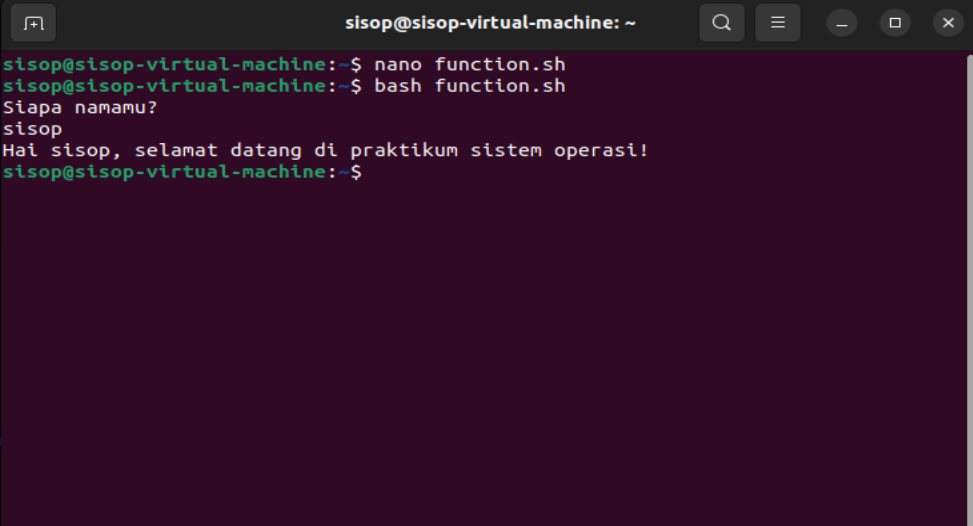 sisop@sisop-virtual-machine: ~
sisop@sisop-virtual-machine:~$ nano function.sh
sisop@sisop-virtual-machine:~$ bash function.sh
Siapa namamu?
sisop
Hai sisop, selamat datang di praktikum sistem operasi!
sisop@sisop-virtual-machine:~$